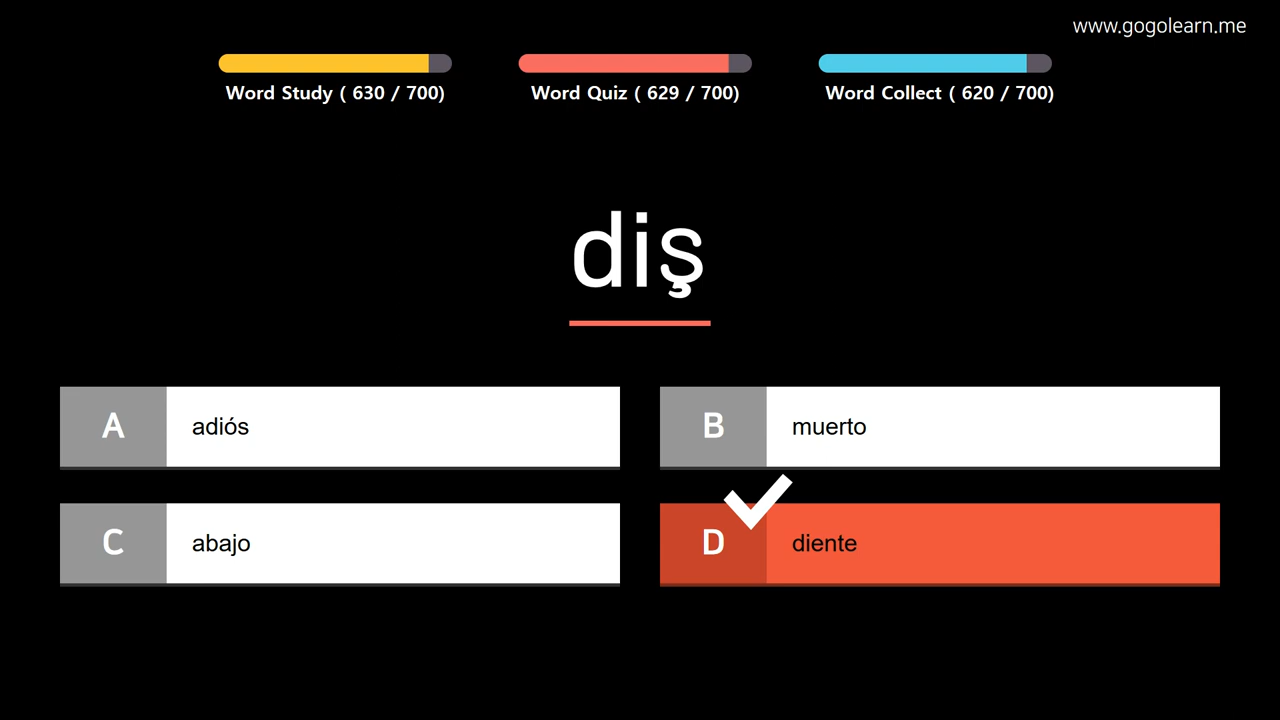 www.gogolearn.me
Word Study ( 630 / 700)
Word Quiz ( 629 / 700)
Word Collect ( 620 / 700)
diş
A adiós
B muerto
C abajo
D diente